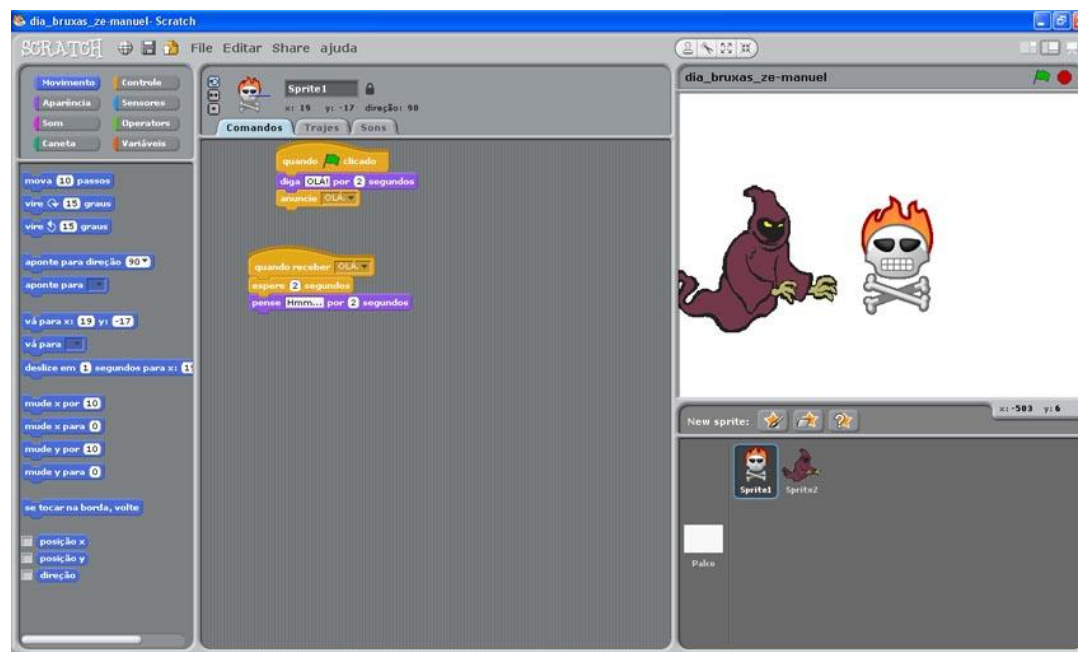 dia_bruxas_ze-manuel- Scratch
SCRATCH File Editar Share ajuda
Movimento Controle
Aparência Sensores
Som Operators
Caneta Variáveis
mova 10 passos
vire 15 graus
vire 15 graus
aponte para direção 90
aponte para
vá para x: 19 y: -17
vá para
deslize em 1 segundos para x:
mude x por 10
mude x para 0
mude y por 10
mude y para 0
se tocar na borda, volte
posição x
posição y
direção
Sprite1
x: 19 y: -17 direção: 90
Comandos Trajes Sons
quando clicado
diga OLÁ! por 2 segundos
anuncie OLÁ
quando receber OLÁ
espere 2 segundos
pense Hmm... por 2 segundos
dia_bruxas_ze-manuel
x: -503 y: 6
New sprite:
Sprite1 Sprite2
Palco